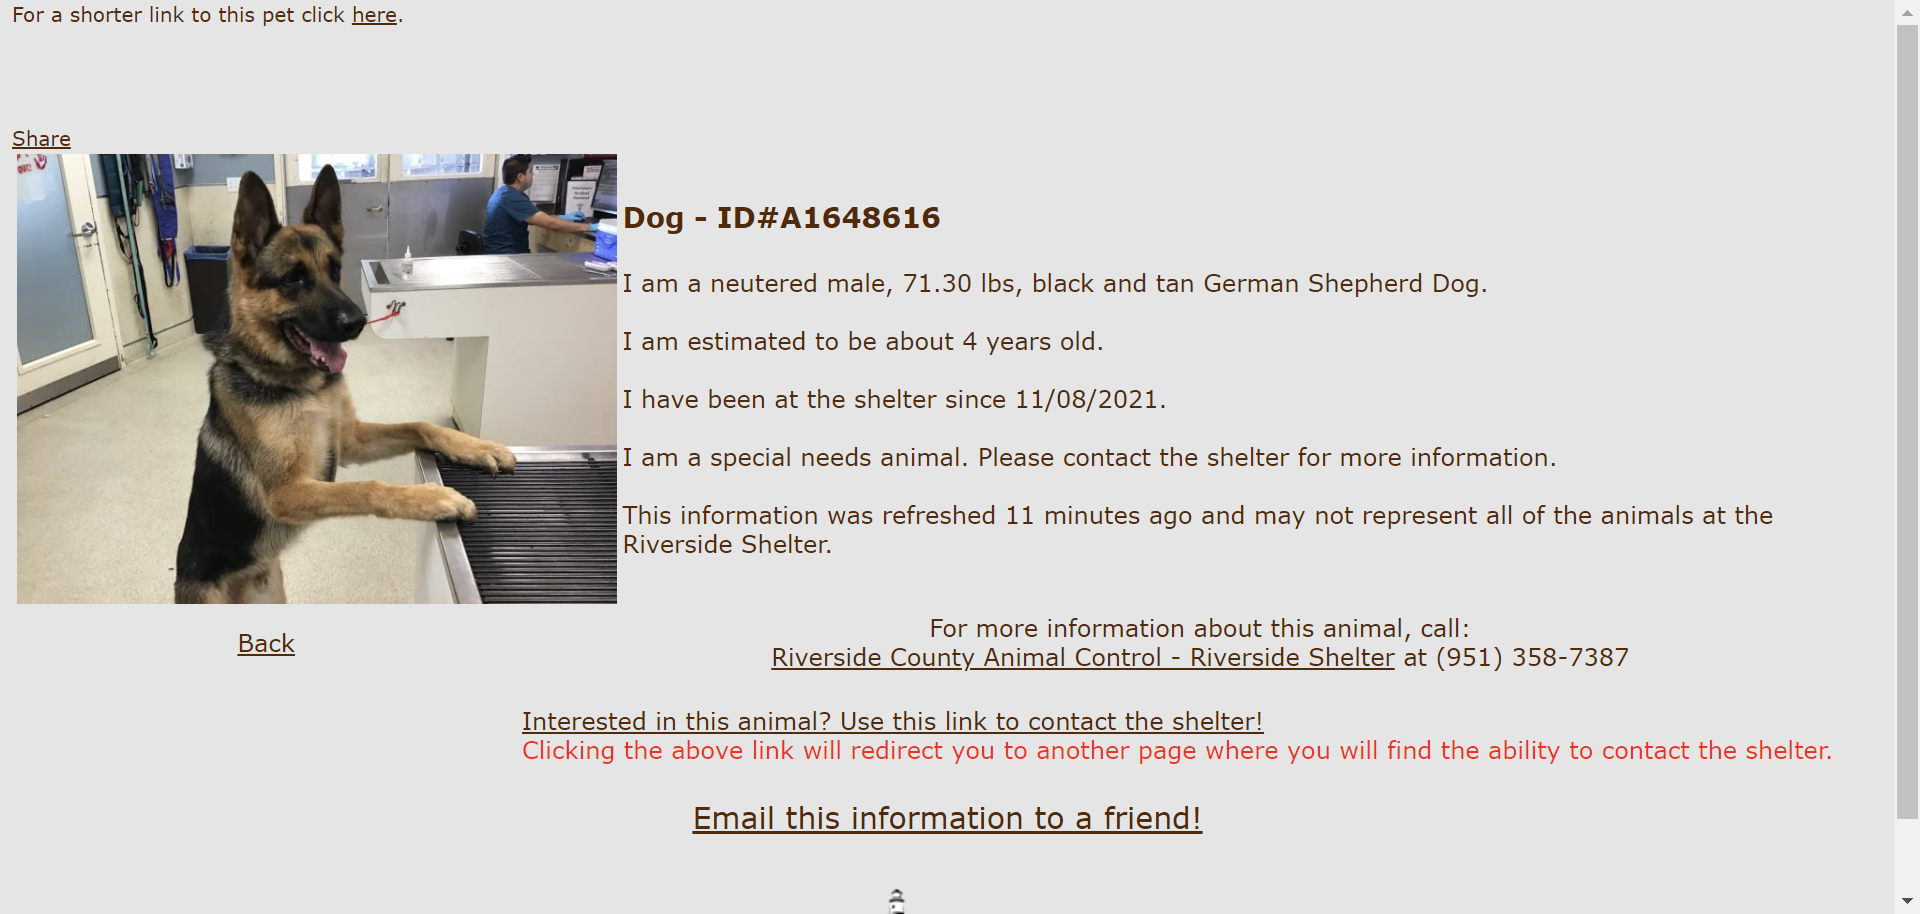 For a shorter link to this pet click here.
Share
Dog - ID#A1648616
I am a neutered male, 71.30 lbs, black and tan German Shepherd Dog.
I am estimated to be about 4 years old.
I have been at the shelter since 11/08/2021.
I am a special needs animal. Please contact the shelter for more information.
This information was refreshed 11 minutes ago and may not represent all of the animals at the
Riverside Shelter.
Back
For more information about this animal, call:
Riverside County Animal Control - Riverside Shelter at (951) 358-7387
Interested in this animal? Use this link to contact the shelter!
Clicking the above link will redirect you to another page where you will find the ability to contact the shelter.
Email this information to a friend!